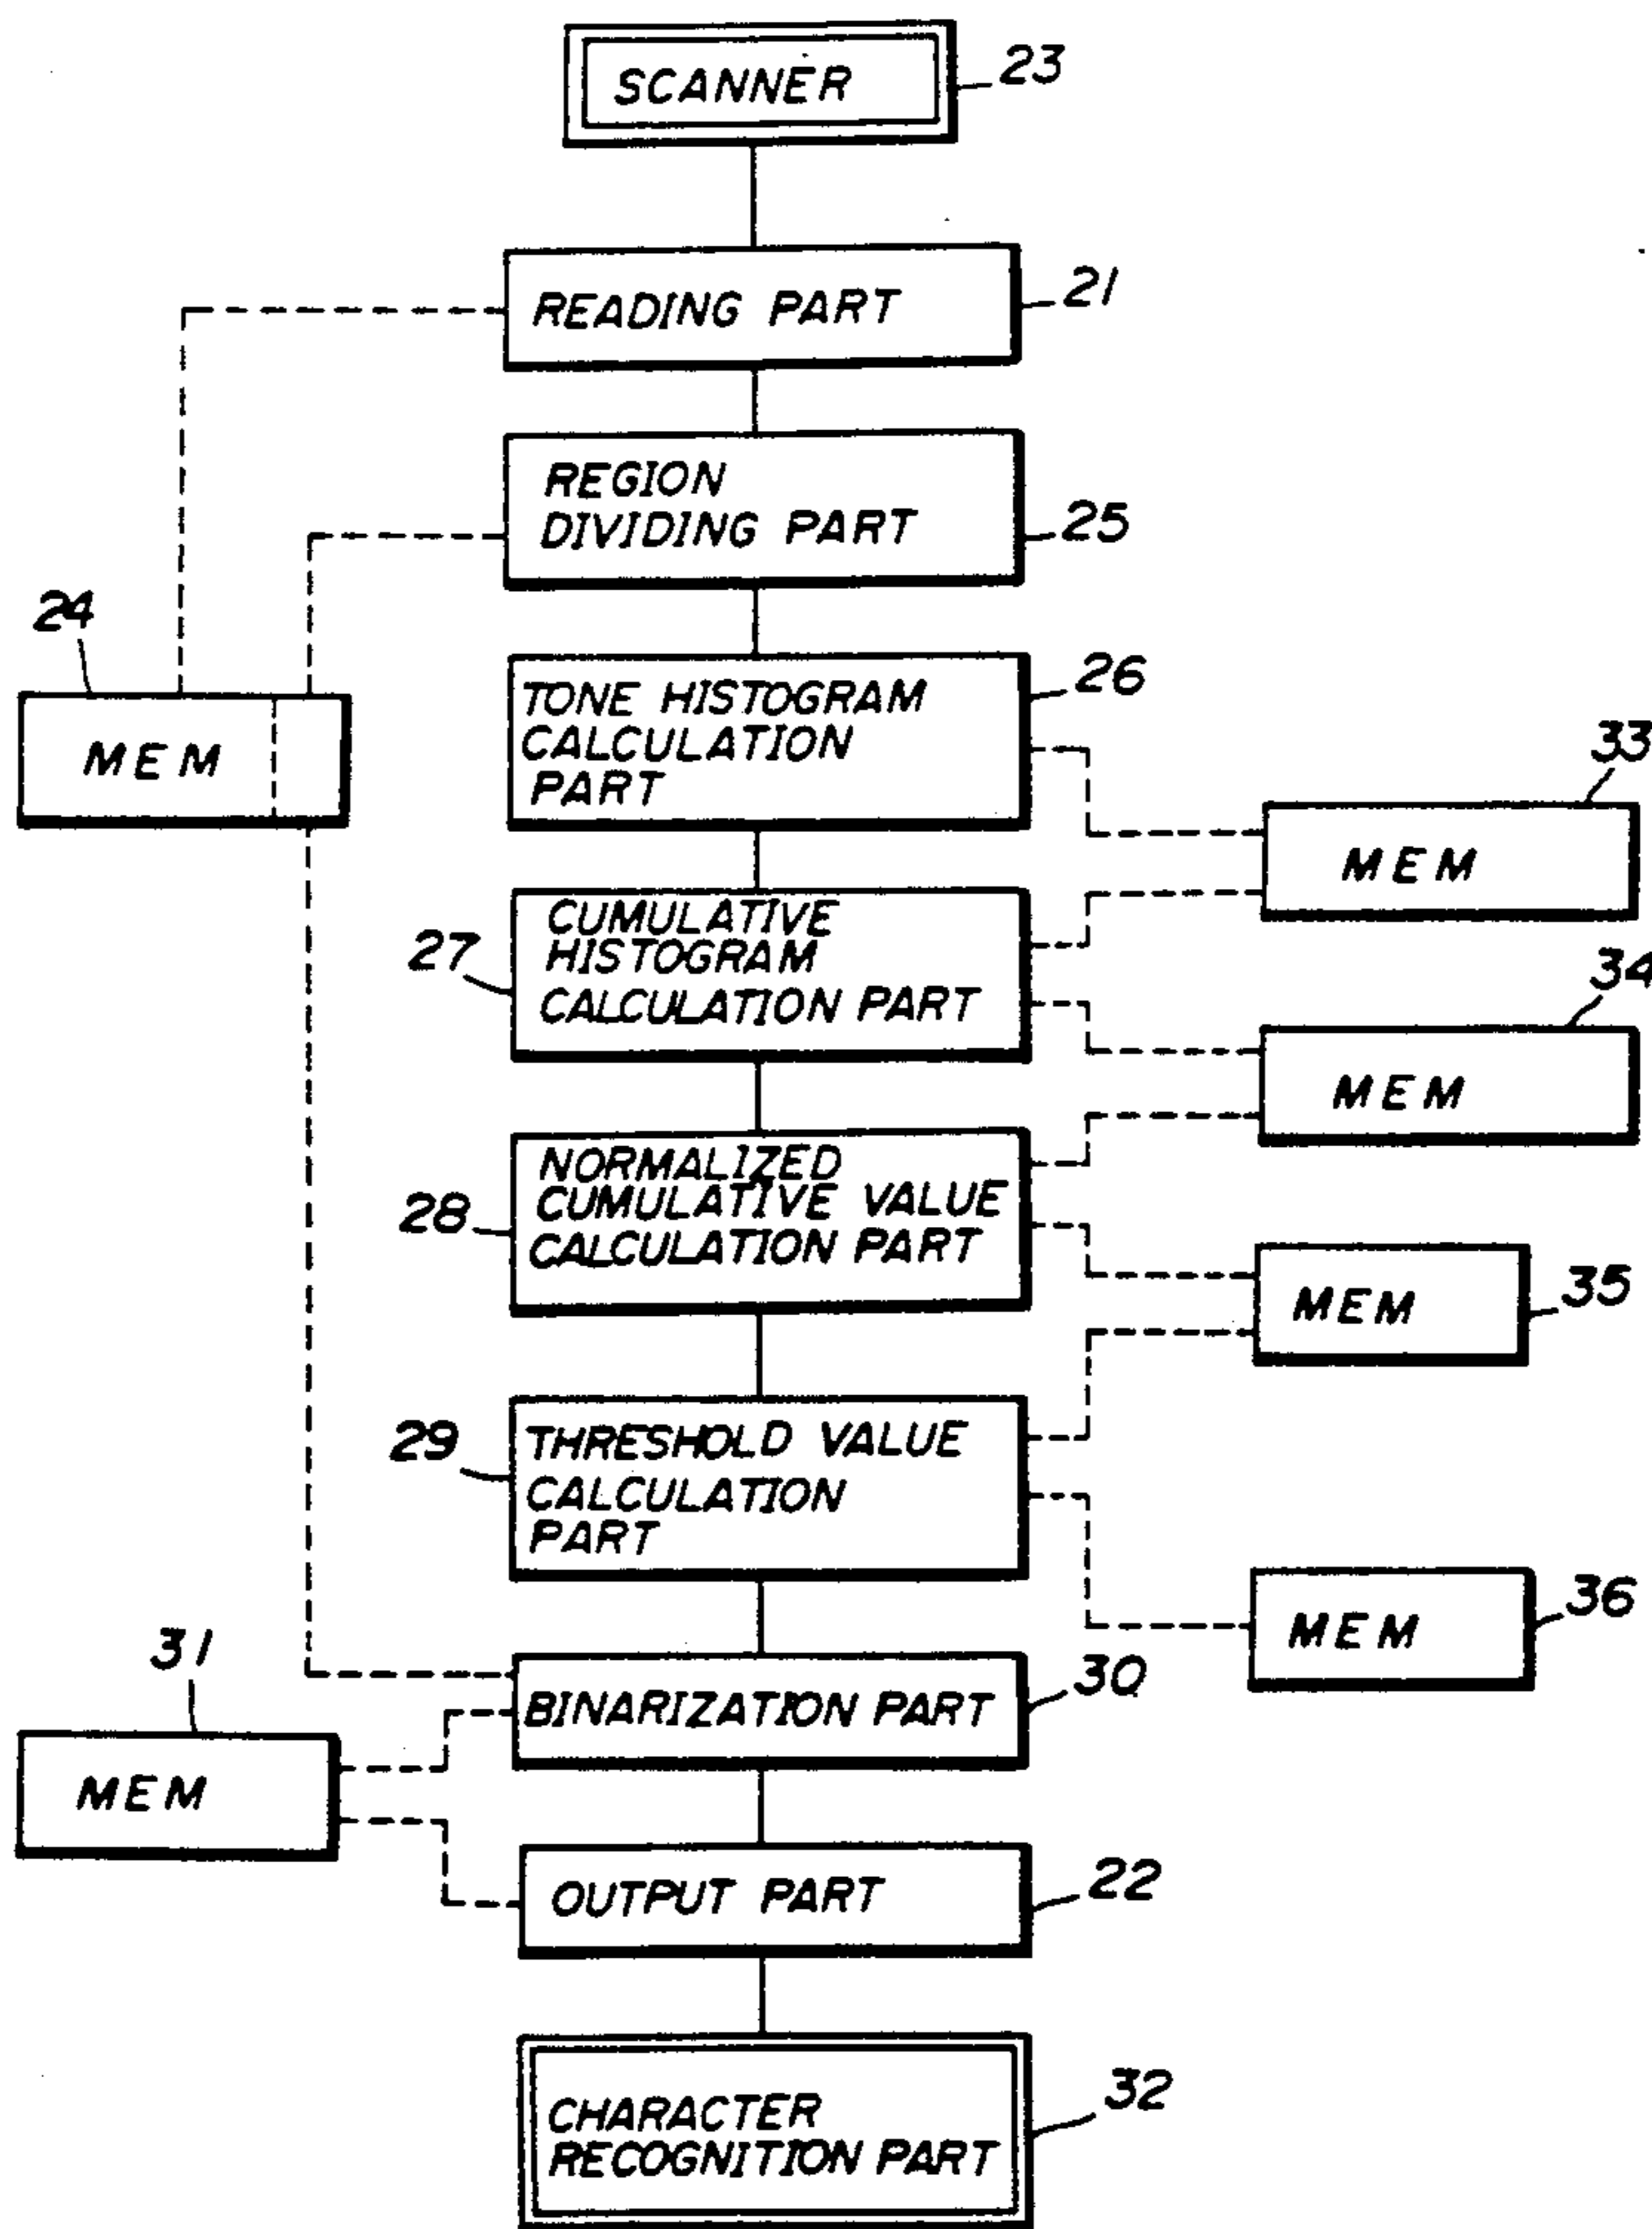 SCANNER
23
READING PART
21
REGION
DIVIDING PART
25
24
MEM
TONE HISTOGRAM
CALCULATION
PART
26
33
MEM
CUMULATIVE
HISTOGRAM
CALCULATION PART
27
34
MEM
NORMALIZED
CUMULATIVE VALUE
CALCULATION PART
28
35
MEM
THRESHOLD VALUE
CALCULATION
PART
29
36
MEM
31
MEM
BINARIZATION PART
30
OUTPUT PART
22
CHARACTER
RECOGNITION PART
32